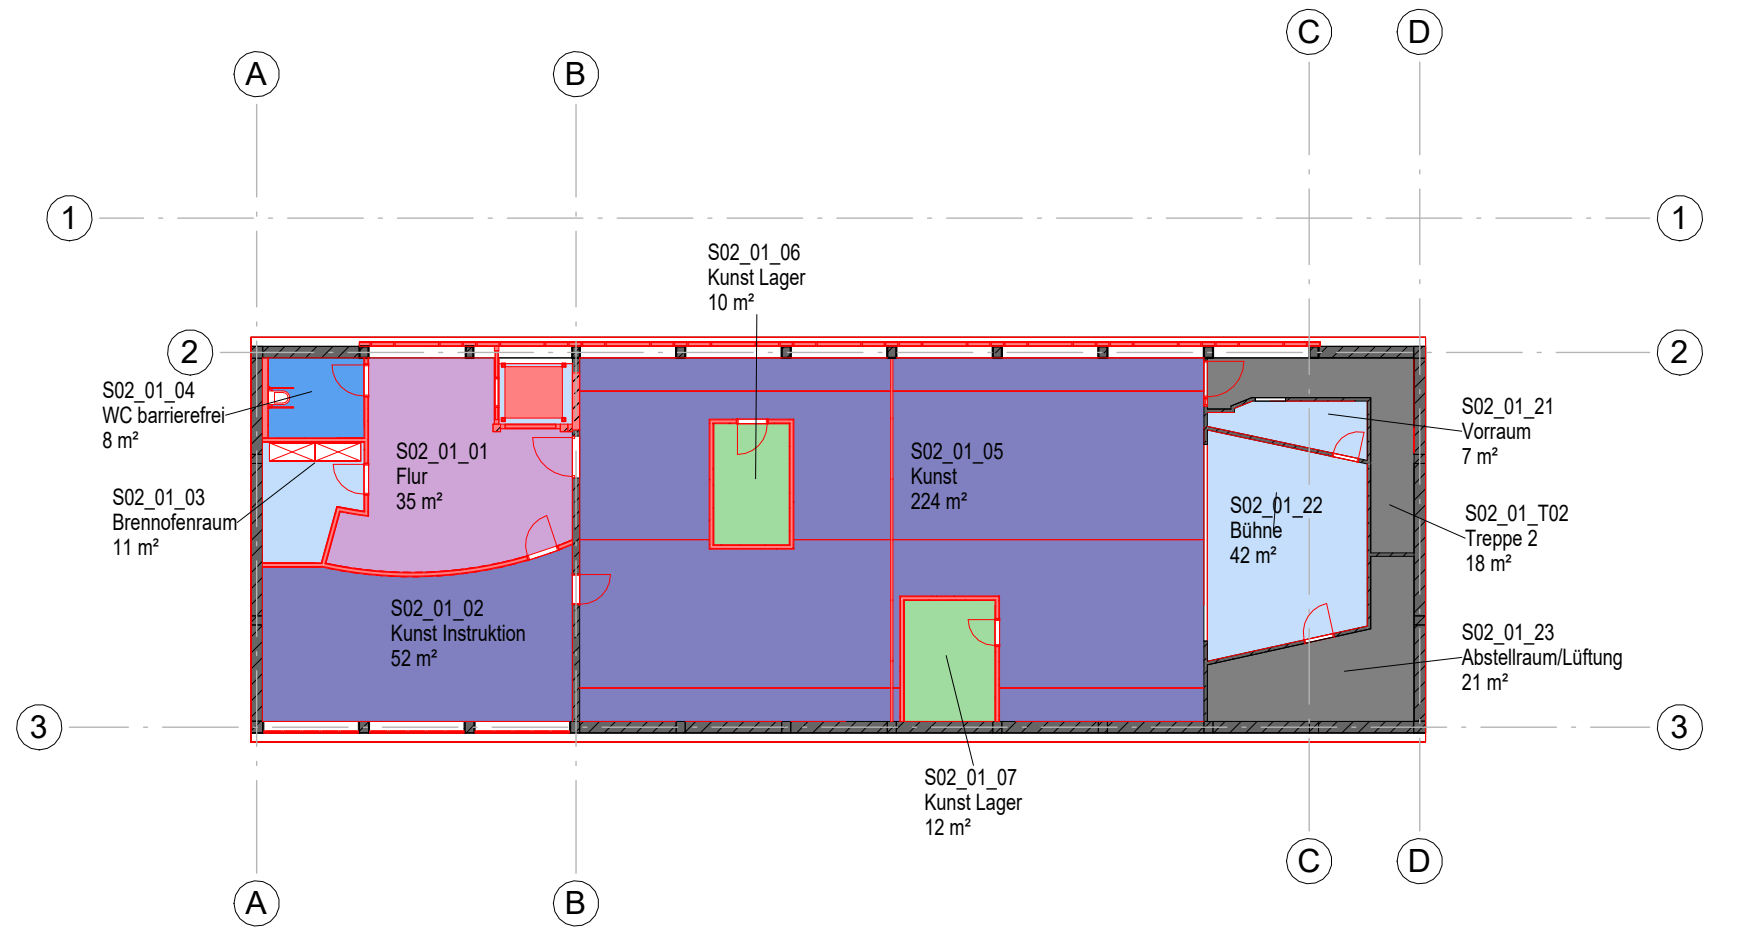 C
D
A
B
1
1
S02_01_06
Kunst Lager
10 m²
2
2
S02_01_04
WC barrierefrei
8 m²
S02_01_21
Vorraum
7 m²
S02_01_01
Flur
35 m²
S02_01_05
Kunst
224 m²
S02_01_03
Brennofenraum
11 m²
S02_01_22
Bühne
42 m²
S02_01_T02
Treppe 2
18 m²
S02_01_02
Kunst Instruktion
52 m²
S02_01_23
Abstellraum/Lüftung
21 m²
3
3
S02_01_07
Kunst Lager
12 m²
C
D
A
B